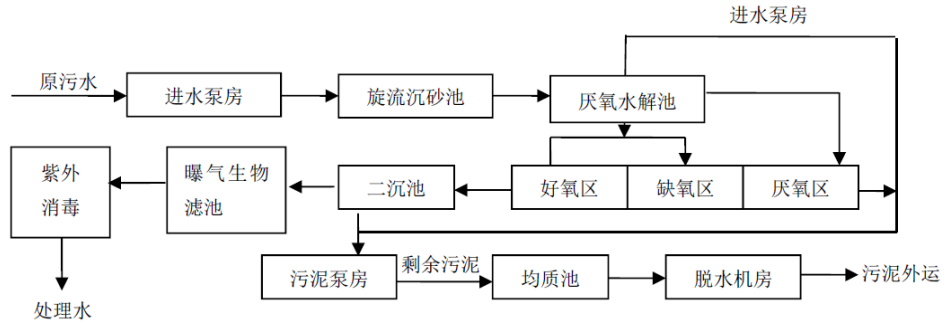 进水泵房
原污水
进水泵房
旋流沉砂池
厌氧水解池
紫外
消毒
曝气生物
滤池
二沉池
好氧区
缺氧区
厌氧区
污泥泵房
剩余污泥
均质池
脱水机房
污泥外运
处理水